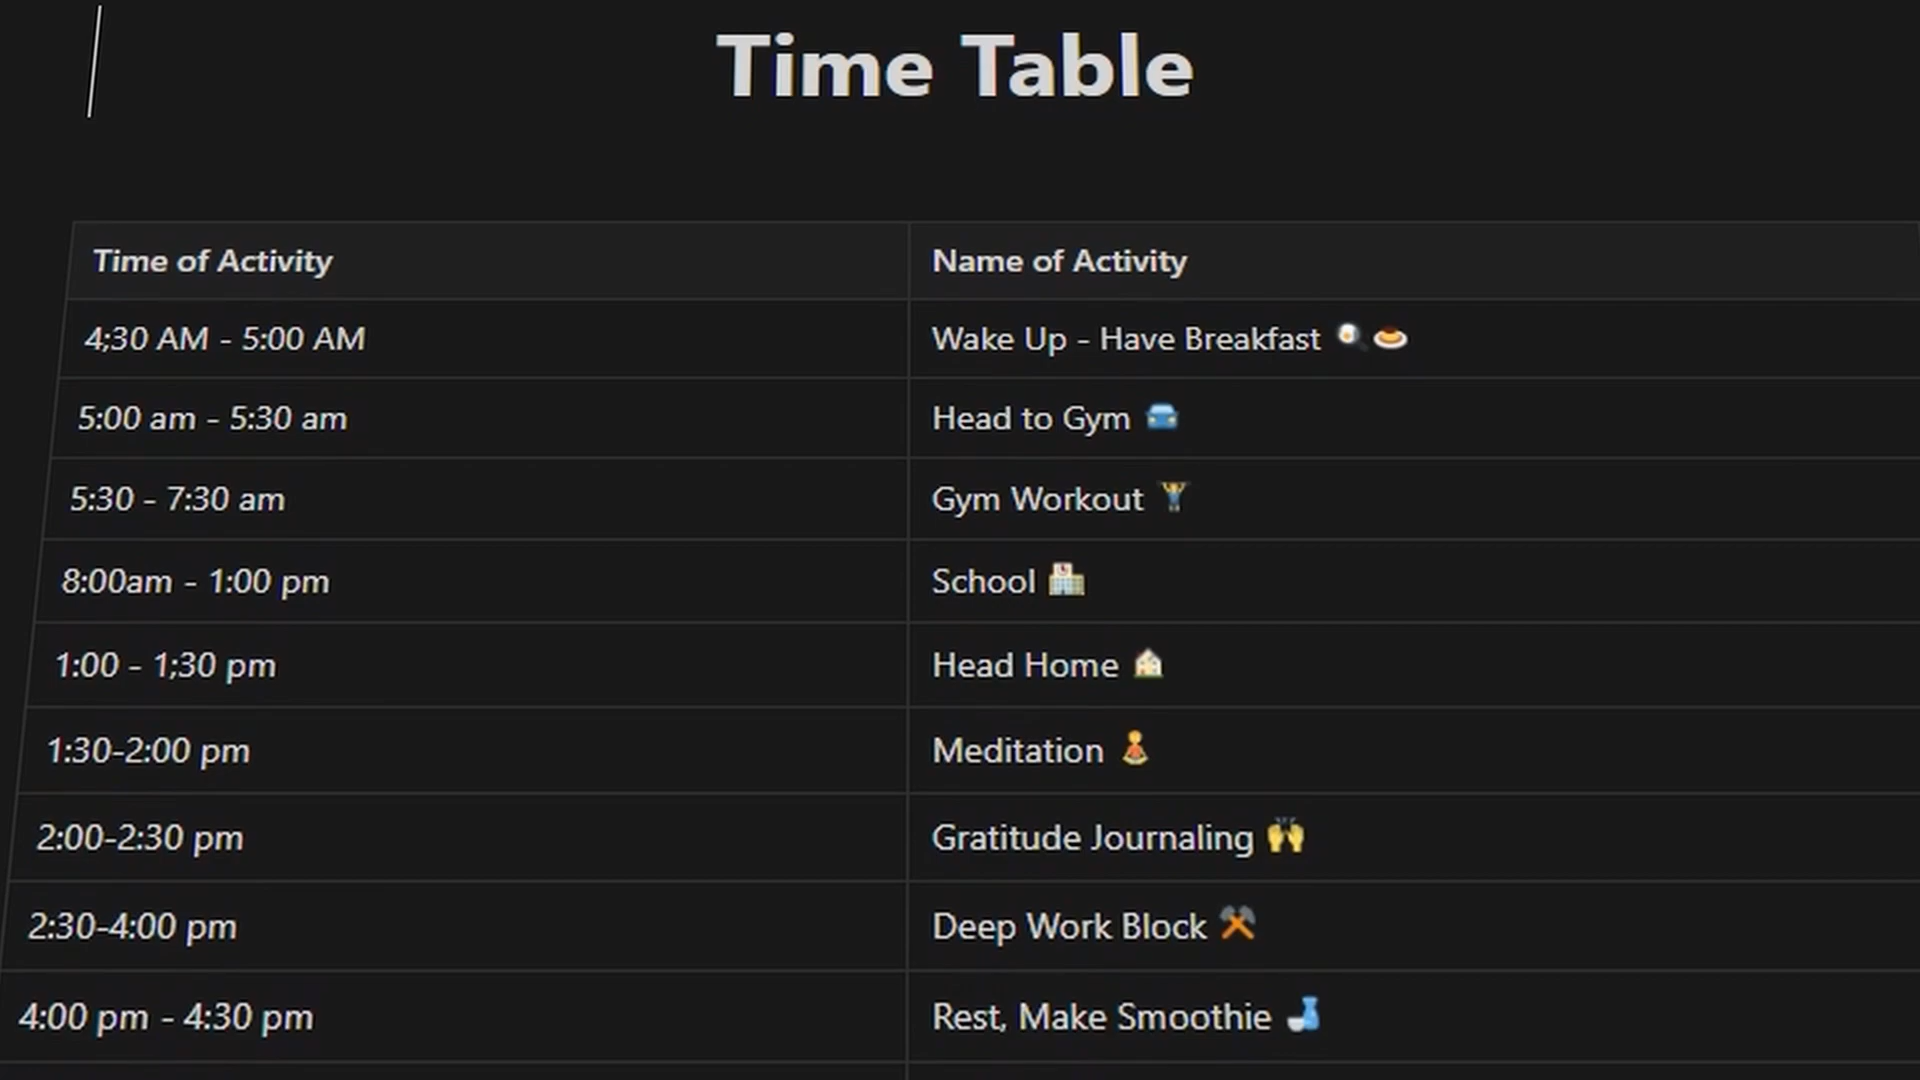 Time Table
Time of Activity Name of Activity
4;30 AM - 5:00 AM Wake Up - Have Breakfast 🍳🍮
5:00 am - 5:30 am Head to Gym 🚘
5:30 - 7:30 am Gym Workout 🏋
8:00am - 1:00 pm School 🏫
1:00 - 1;30 pm Head Home 🏠
1:30-2:00 pm Meditation 🧘
2:00-2:30 pm Gratitude Journaling 🙌
2:30-4:00 pm Deep Work Block ⚒
4:00 pm - 4:30 pm Rest, Make Smoothie 🍶